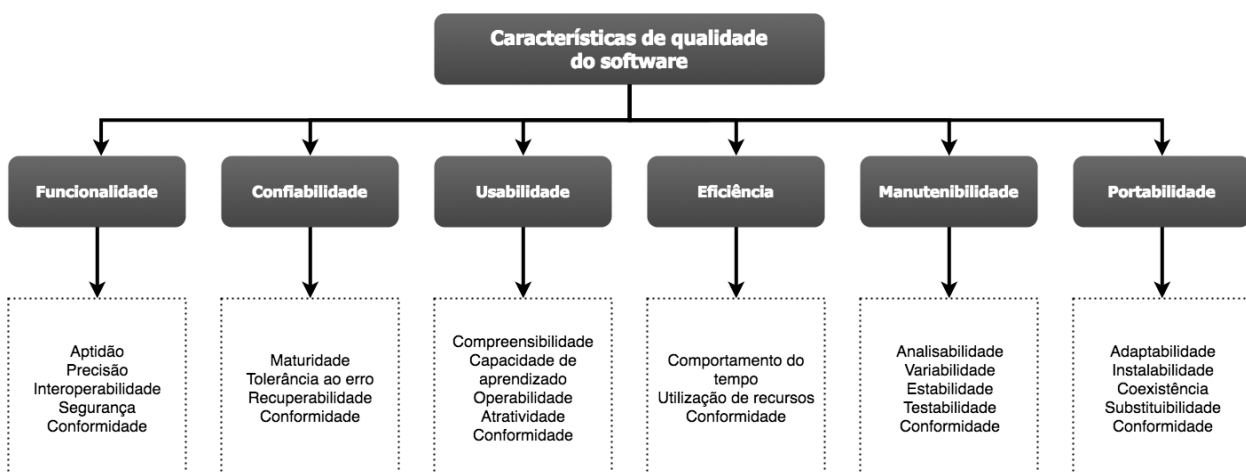 Características de qualidade
do software
Funcionalidade
Confiabilidade
Usabilidade
Eficiência
Manutenibilidade
Portabilidade
Aptidão
Precisão
Interoperabilidade
Segurança
Conformidade
Maturidade
Tolerância ao erro
Recuperabilidade
Conformidade
Compreensibilidade
Capacidade de
aprendizado
Operabilidade
Atratividade
Conformidade
Comportamento do
tempo
Utilização de recursos
Conformidade
Analisabilidade
Variabilidade
Estabilidade
Testabilidade
Conformidade
Adaptabilidade
Instalabilidade
Coexistência
Substituibilidade
Conformidade